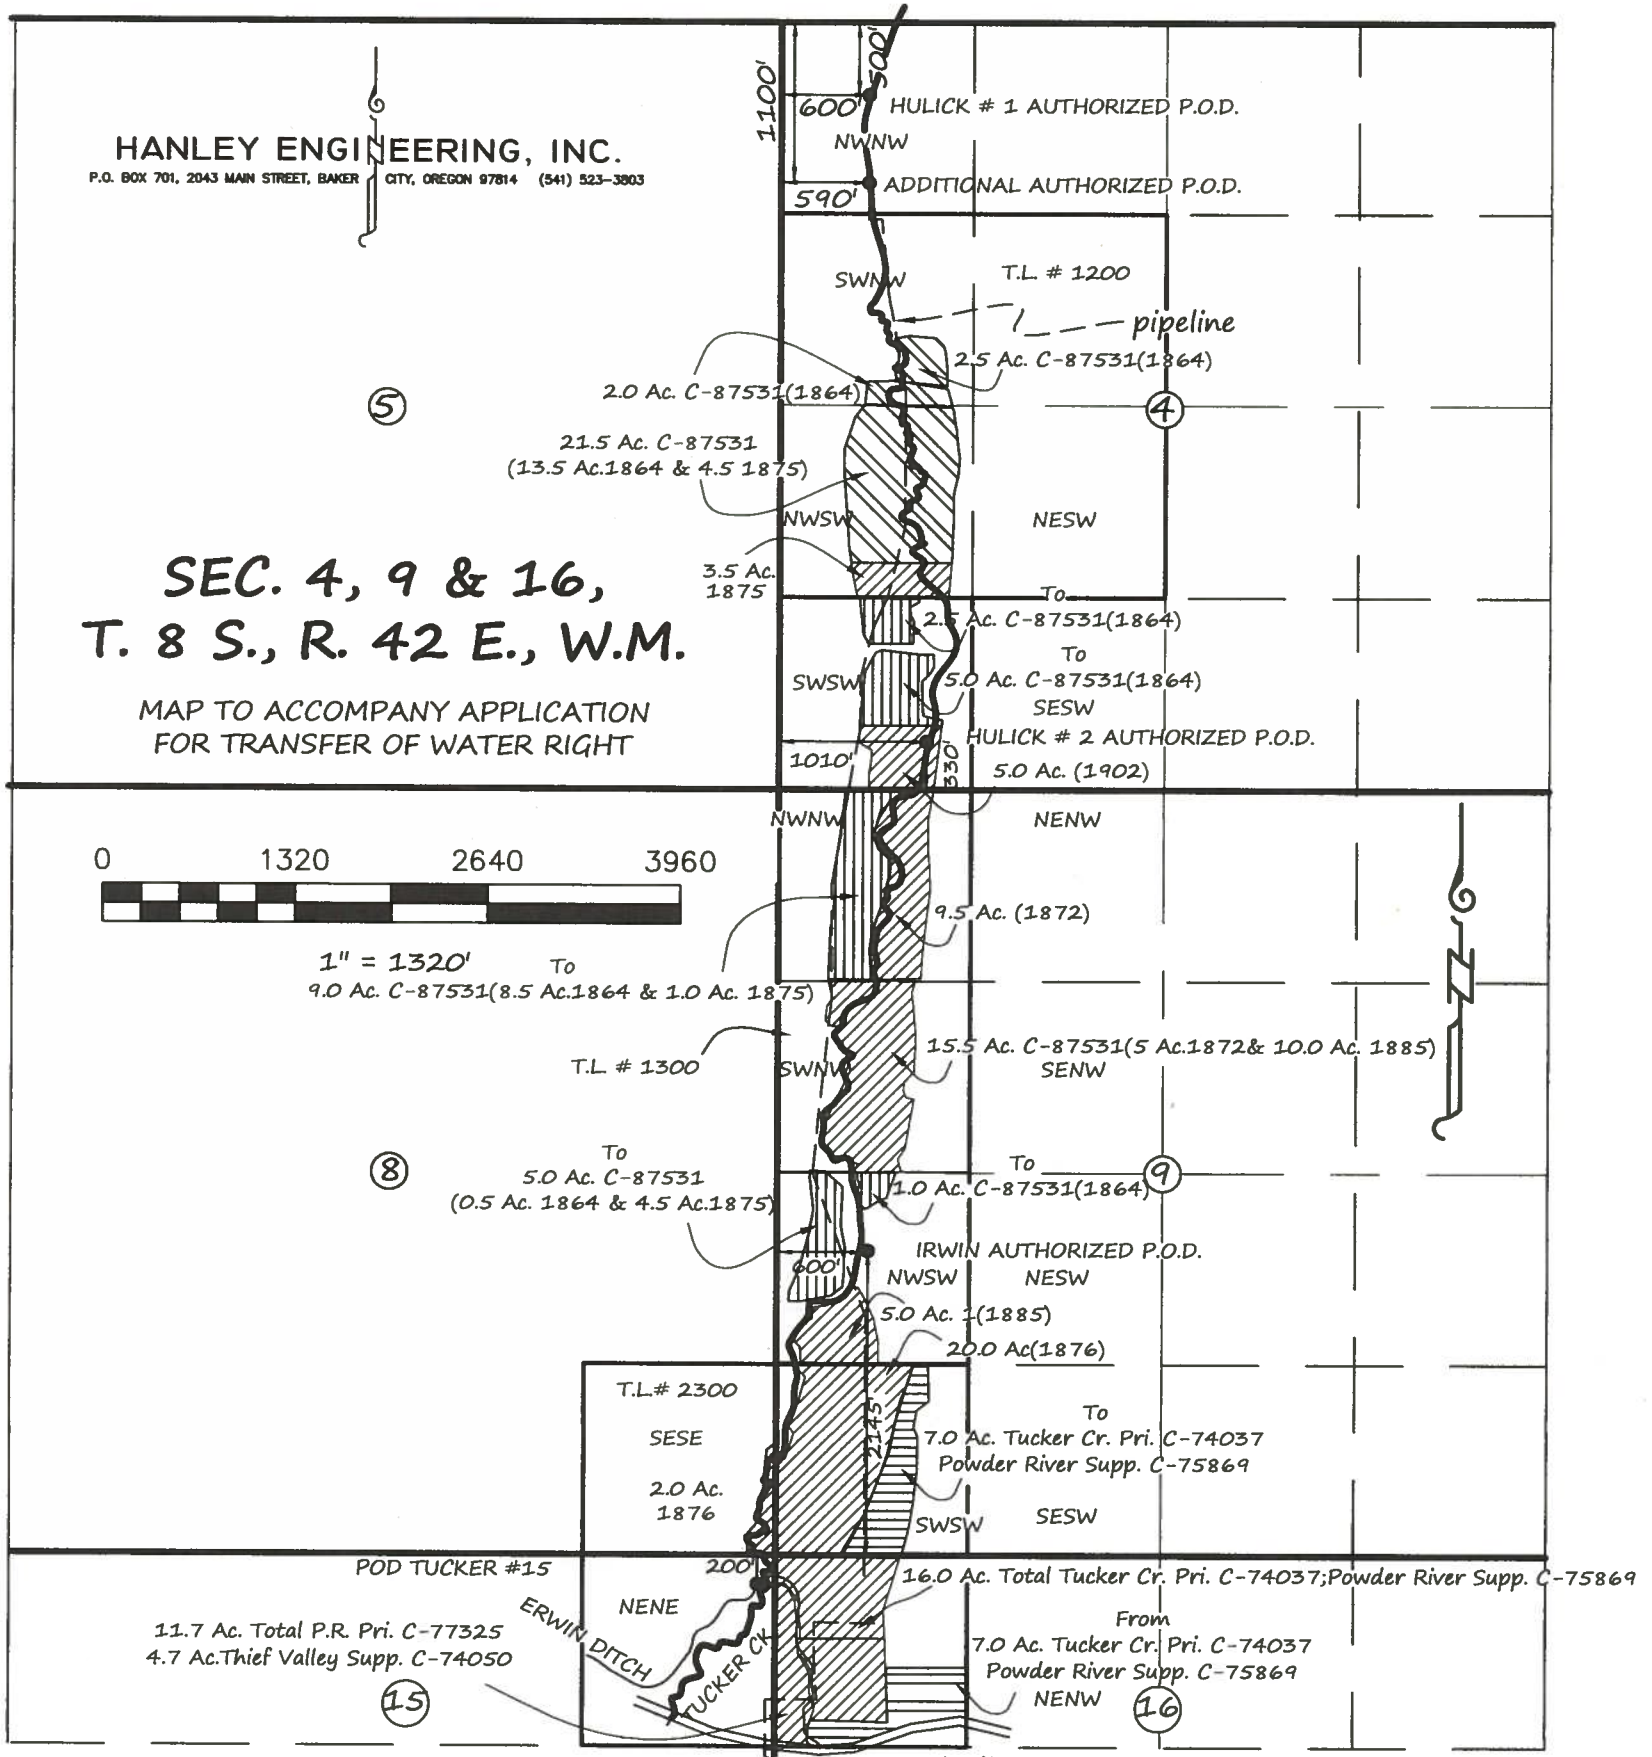 1100'
500'
600'
HULICK # 1 AUTHORIZED P.O.D.
NWNW
HANLEY ENGINEERING, INC.
P.O. BOX 701, 2043 MAIN STREET, BAKER CITY, OREGON 97814 (541) 523-3803
ADDITIONAL AUTHORIZED P.O.D.
590'
SWNW
T.L. # 1200
pipeline
2.5 Ac. C-87531(1864)
2.0 Ac. C-87531(1864)
5
4
21.5 Ac. C-87531
(13.5 Ac.1864 & 4.5 1875)
NWSW
NESW
SEC. 4, 9 & 16,
T. 8 S., R. 42 E., W.M.
3.5 Ac.
1875
To
2.5 Ac. C-87531(1864)
To
5.0 Ac. C-87531(1864)
SWSW
SESW
MAP TO ACCOMPANY APPLICATION
FOR TRANSFER OF WATER RIGHT
HULICK # 2 AUTHORIZED P.O.D.
1010'
330'
5.0 Ac. (1902)
NWNW
NENW
0 1320 2640 3960
1" = 1320'
9.5 Ac. (1872)
To
9.0 Ac. C-87531(8.5 Ac.1864 & 1.0 Ac. 1875)
15.5 Ac. C-87531(5 Ac.1872& 10.0 Ac. 1885)
T.L. # 1300
SWNW
SENW
To
5.0 Ac. C-87531
(0.5 Ac. 1864 & 4.5 Ac.1875)
8
To
1.0 Ac. C-87531(1864)
9
IRWIN AUTHORIZED P.O.D.
600'
NWSW
NESW
5.0 Ac. 1(1885)
20.0 Ac(1876)
T.L.# 2300
SESE
2.0 Ac.
1876
2145'
To
7.0 Ac. Tucker Cr. Pri. C-74037
Powder River Supp. C-75869
SWSW
SESW
POD TUCKER #15
200'
16.0 Ac. Total Tucker Cr. Pri. C-74037;Powder River Supp. C-75869
NENE
ERWIN DITCH
TUCKER CK
11.7 Ac. Total P.R. Pri. C-77325
4.7 Ac.Thief Valley Supp. C-74050
From
7.0 Ac. Tucker Cr. Pri. C-74037
Powder River Supp. C-75869
NENW
15
16